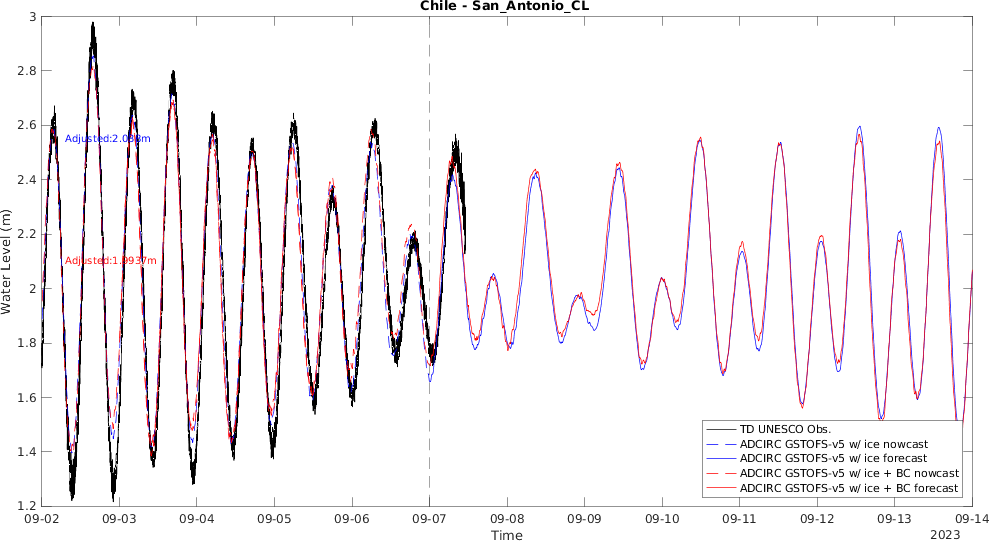 Chile - San_Antonio_CL
3
2.8
2.6
2.4
2.2
2
1.8
1.6
1.4
1.2
Water Level (m)
Adjusted:1.9937m
09-02
09-03
09-04
09-05
09-06
09-07
09-08
09-09
09-10
09-11
09-12
09-13
09-14
Time
2023
TD UNESCO Obs.
ADCIRC GSTOFS-v5 w/ ice nowcast
ADCIRC GSTOFS-v5 w/ ice forecast
ADCIRC GSTOFS-v5 w/ ice + BC nowcast
ADCIRC GSTOFS-v5 w/ ice + BC forecast